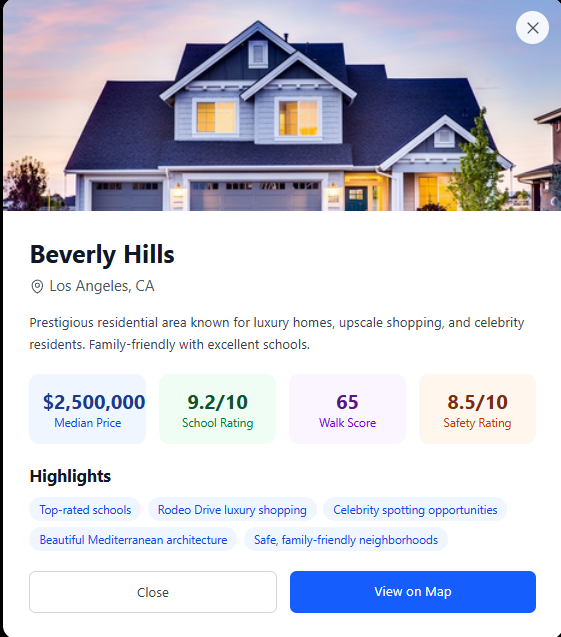 Beverly Hills
Los Angeles, CA
Prestigious residential area known for luxury homes, upscale shopping, and celebrity
residents. Family-friendly with excellent schools.
$2,500,000
Median Price
9.2/10
School Rating
65
Walk Score
8.5/10
Safety Rating
Highlights
Top-rated schools
Rodeo Drive luxury shopping
Celebrity spotting opportunities
Beautiful Mediterranean architecture
Safe, family-friendly neighborhoods
Close
View on Map